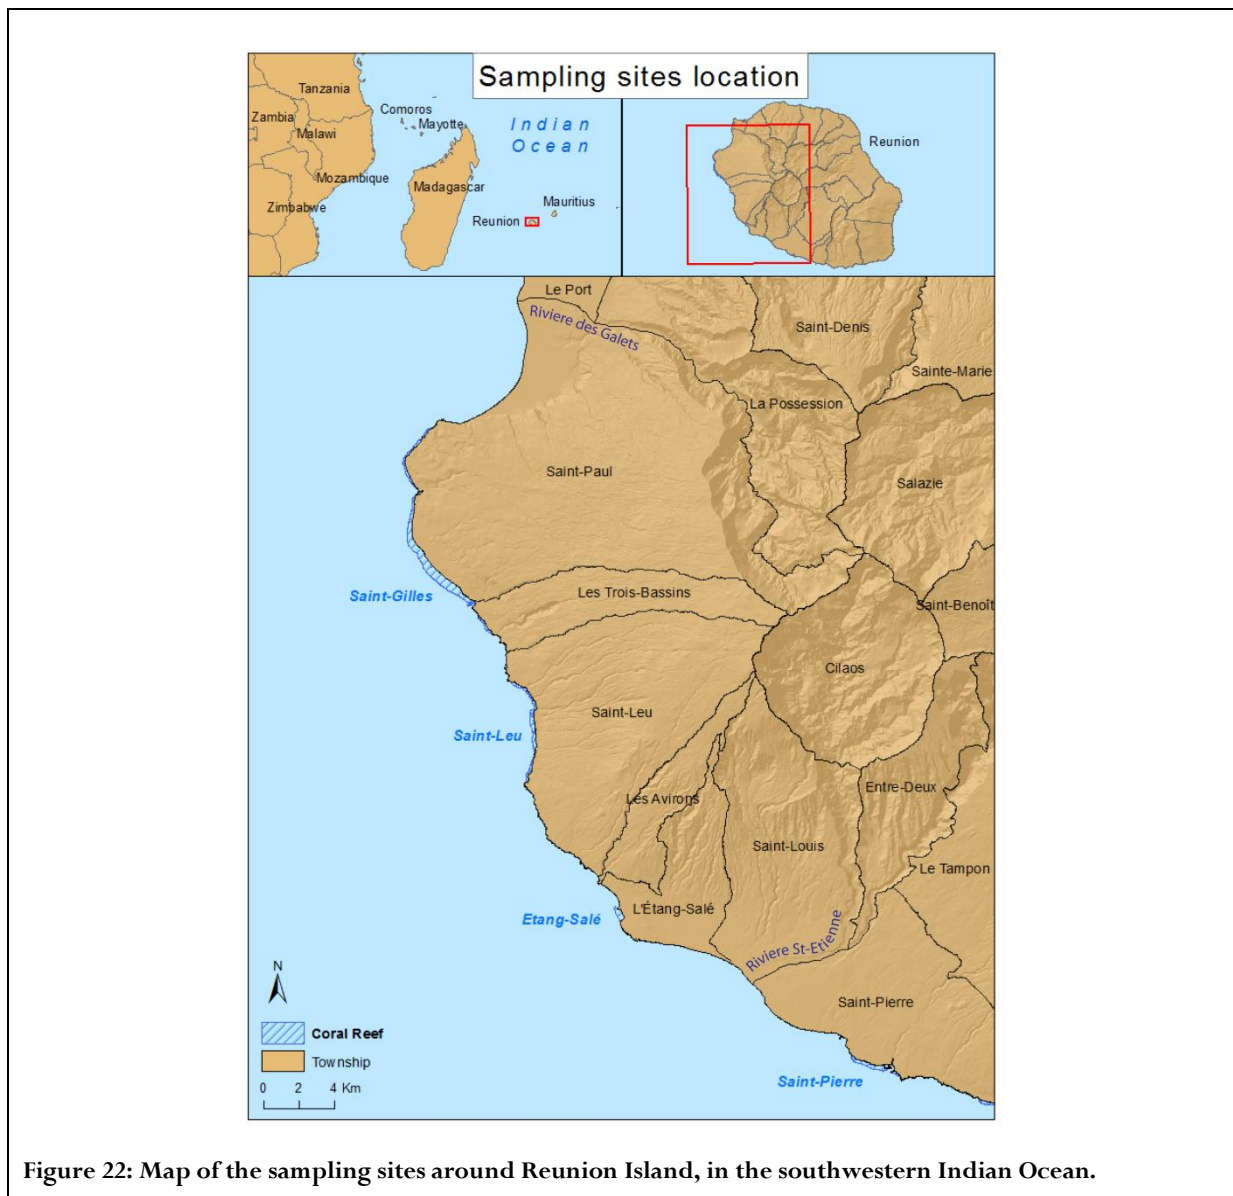 Sampling sites location
Tanzania
Zambia
Comoros
Malawi
Mayotte
Indian
Ocean
Mozambique
Madagascar
Zimbabwe
Mauritius
Reunion
Reunion
Le Port
Riviere des Galets
Saint-Denis
Sainte-Marie
La Possession
Saint-Paul
Salazie
Saint-Gilles
Les Trois-Bassins
Saint-Benoît
Cilaos
Saint-Leu
Saint-Leu
Les Avirons
Entre-Deux
Saint-Louis
Le Tampon
Etang-Salé
L'Étang-Salé
Riviere St-Etienne
Saint-Pierre
N
Coral Reef
Township
0 2 4 Km
Saint-Pierre
Figure 22: Map of the sampling sites around Reunion Island, in the southwestern Indian Ocean.